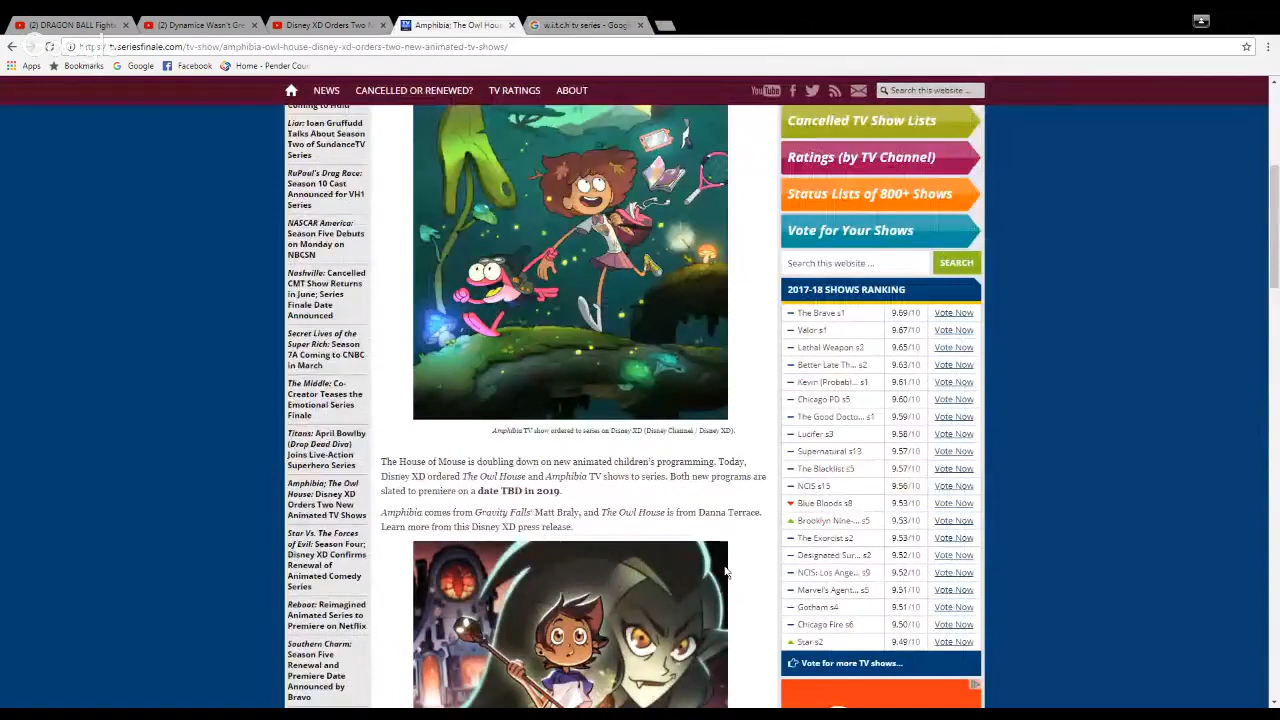 (2) DRAGON BALL Fight
(2) Dynamice Wasn't Gre
Disney XD Orders Two
Amphibia; The Owl Hou
w.i.t.c.h tv series - Goog
tvseriesfinale.com/tv-show/amphibia-owl-house-disney-xd-orders-two-new-animated-tv-shows/
Apps
Bookmarks
Google
Facebook
Home - Pender Cou
NEWS
CANCELLED OR RENEWED?
TV RATINGS
ABOUT
YouTube
Search this website ...
Coming to Hulu
Liar: Ioan Gruffudd
Talks About Season
Two of SundanceTV
Series
RuPaul's Drag Race:
Season 10 Cast
Announced for VH1
Series
NASCAR America:
Season Five Debuts
on Monday on
NBCSN
Nashville: Cancelled
CMT Show Returns
in June; Series
Finale Date
Announced
Secret Lives of the
Super Rich: Season
7A Coming to CNBC
in March
The Middle: Co-
Creator Teases the
Emotional Series
Finale
Titans: April Bowlby
(Drop Dead Diva)
Joins Live-Action
Superhero Series
Amphibia; The Owl
House: Disney XD
Orders Two New
Animated TV Shows
Star Vs. The Forces
of Evil: Season Four;
Disney XD Confirms
Renewal of
Animated Comedy
Series
Reboot: Reimagined
Animated Series to
Premiere on Netflix
Southern Charm:
Season Five
Renewal and
Premiere Date
Announced by
Bravo
Amphibia TV show ordered to series on Disney XD (Disney Channel / Disney XD).
The House of Mouse is doubling down on new animated children's programming. Today,
Disney XD ordered The Owl House and Amphibia TV shows to series. Both new programs are
slated to premiere on a date TBD in 2019.
Amphibia comes from Gravity Falls' Matt Braly, and The Owl House is from Danna Terrace.
Learn more from this Disney XD press release.
Cancelled TV Show Lists
Ratings (by TV Channel)
Status Lists of 800+ Shows
Vote for Your Shows
Search this website ...
SEARCH
2017-18 SHOWS RANKING
The Brave s1 9.69/10 Vote Now
Valor s1 9.67/10 Vote Now
Lethal Weapon s2 9.65/10 Vote Now
Better Late Th... s2 9.63/10 Vote Now
Kevin (Probabl... s1 9.61/10 Vote Now
Chicago PD s5 9.60/10 Vote Now
The Good Docto... s1 9.59/10 Vote Now
Lucifer s3 9.58/10 Vote Now
Supernatural s13 9.57/10 Vote Now
The Blacklist s5 9.57/10 Vote Now
NCIS s15 9.56/10 Vote Now
Blue Bloods s8 9.53/10 Vote Now
Brooklyn Nine-... s5 9.53/10 Vote Now
The Exorcist s2 9.53/10 Vote Now
Designated Sur... s2 9.52/10 Vote Now
NCIS: Los Ange... s9 9.52/10 Vote Now
Marvel's Agent... s5 9.51/10 Vote Now
Gotham s4 9.51/10 Vote Now
Chicago Fire s6 9.50/10 Vote Now
Star s2 9.49/10 Vote Now
Vote for more TV shows...